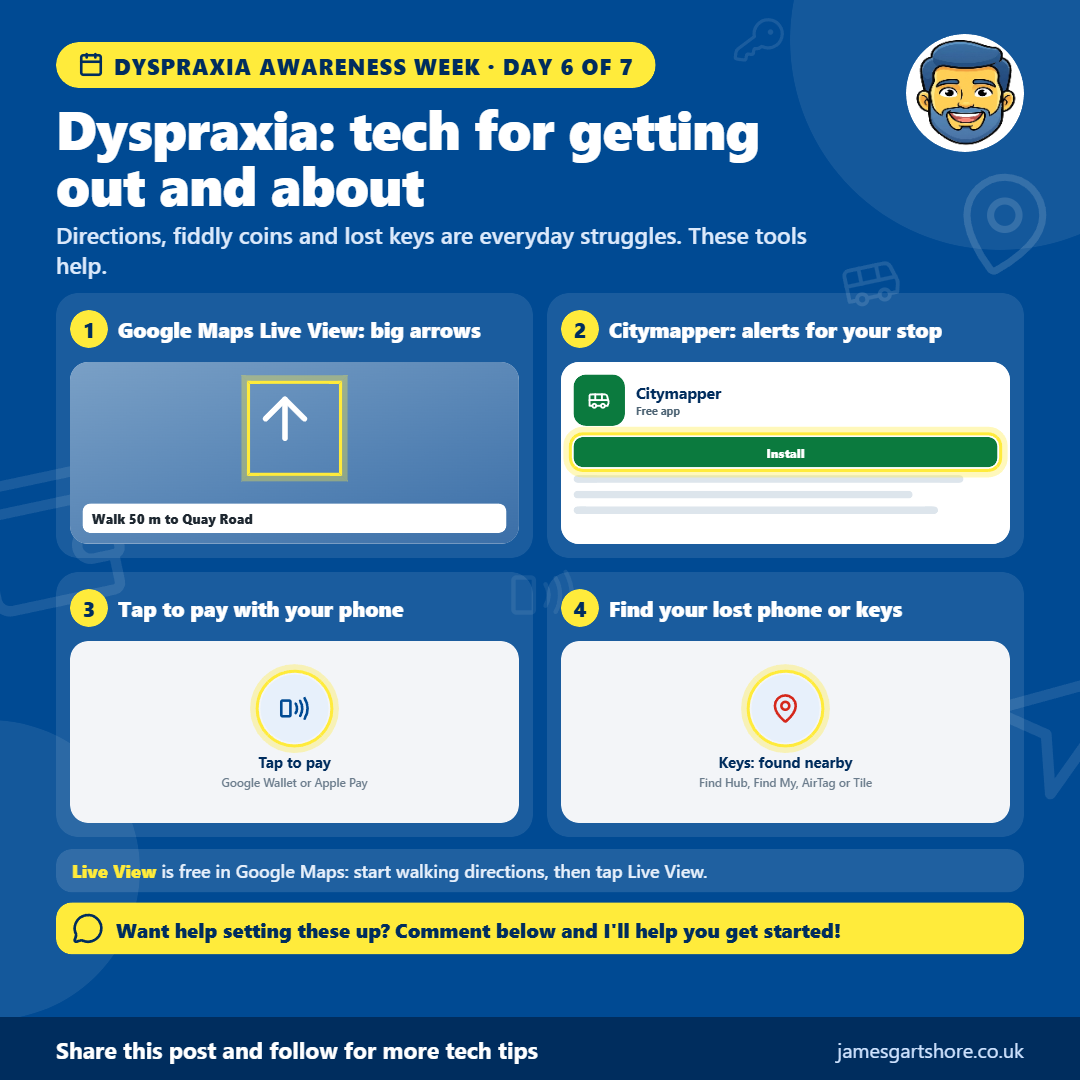 DYSPRAXIA AWARENESS WEEK · DAY 6 OF 7
Dyspraxia: tech for getting
out and about
Directions, fiddly coins and lost keys are everyday struggles. These tools
help.
1 Google Maps Live View: big arrows
Walk 50 m to Quay Road
2 Citymapper: alerts for your stop
Citymapper
Free app
Install
3 Tap to pay with your phone
Tap to pay
Google Wallet or Apple Pay
4 Find your lost phone or keys
Keys: found nearby
Find Hub, Find My, AirTag or Tile
Live View is free in Google Maps: start walking directions, then tap Live View.
Want help setting these up? Comment below and I'll help you get started!
Share this post and follow for more tech tips
jamesgartshore.co.uk